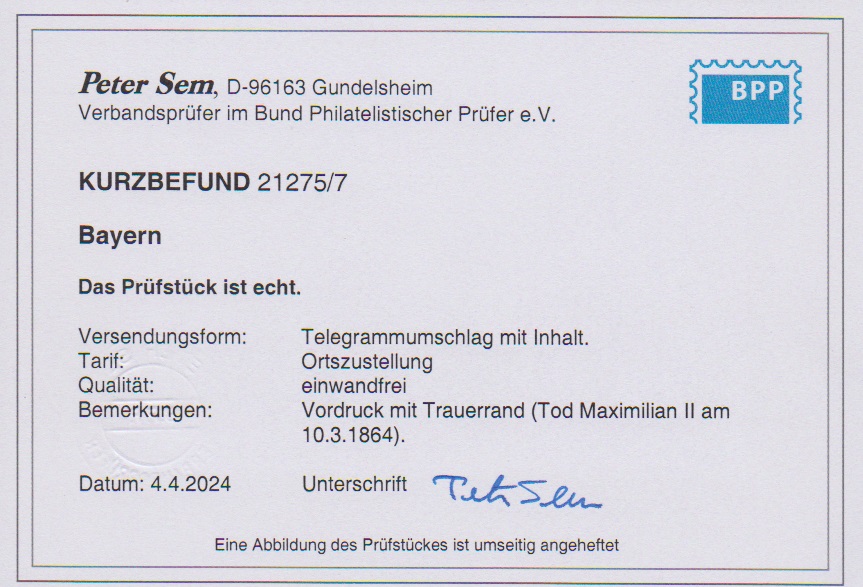 Peter Sem, D-96163 Gundelsheim
Verbandsprüfer im Bund Philatelistischer Prüfer e.V.
BPP
KURZBEFUND 21275/7
Bayern
Das Prüfstück ist echt.
Versendungsform: Telegrammumschlag mit Inhalt.
Tarif: Ortszustellung
Qualität: einwandfrei
Bemerkungen: Vordruck mit Trauerrand (Tod Maximilian II am
10.3.1864).
Datum: 4.4.2024 Unterschrift Peter Sem
Eine Abbildung des Prüfstückes ist umseitig angeheftet